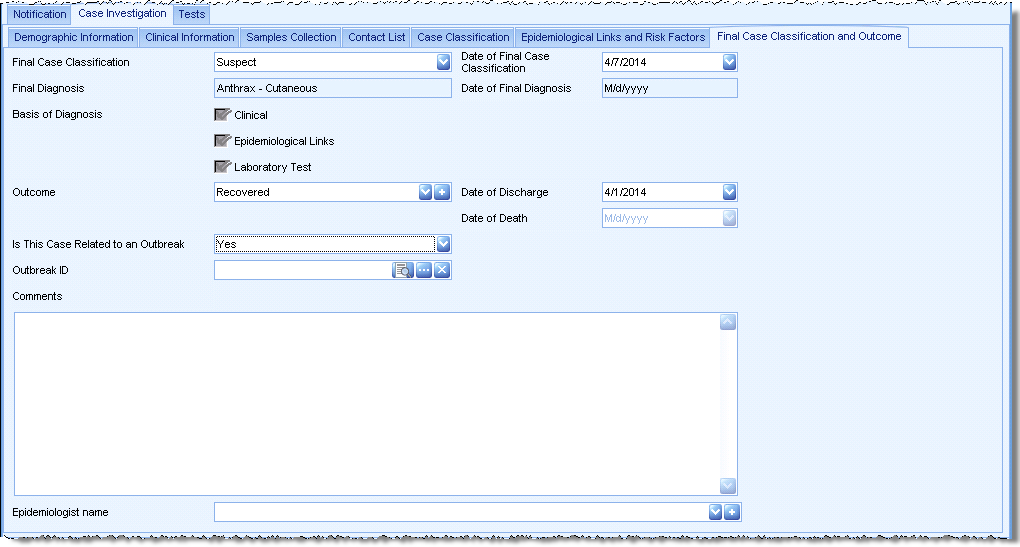 Notification Case Investigation Tests
Demographic Information Clinical Information Samples Collection Contact List Case Classification Epidemiological Links and Risk Factors Final Case Classification and Outcome
Final Case Classification Suspect Date of Final Case Classification 4/7/2014
Final Diagnosis Anthrax - Cutaneous Date of Final Diagnosis M/d/yyyy
Basis of Diagnosis Clinical
Epidemiological Links
Laboratory Test
Outcome Recovered Date of Discharge 4/1/2014
Date of Death M/d/yyyy
Is This Case Related to an Outbreak Yes
Outbreak ID
Comments
Epidemiologist name